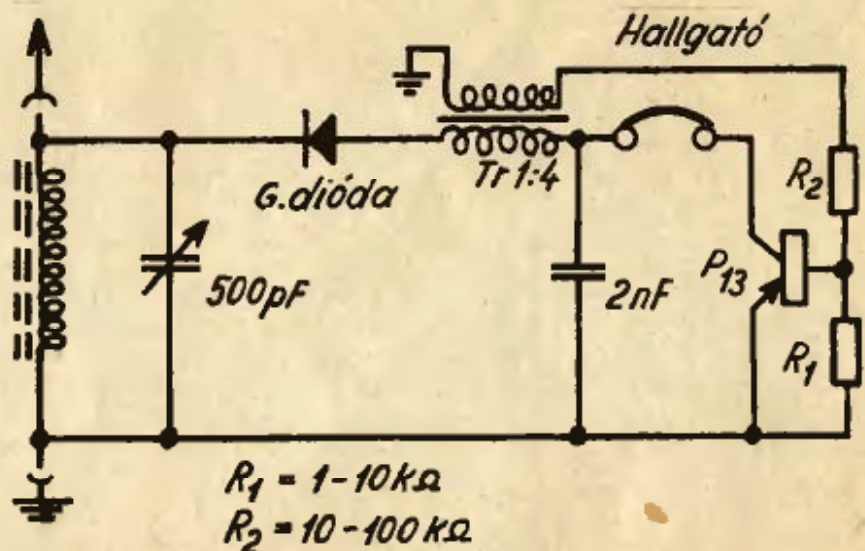 Hallgató
G.dióda
Tr 1:4
R₂
500pF
2nF
P₁₃
R₁
R₁ = 1-10kΩ
R₂ = 10-100kΩ